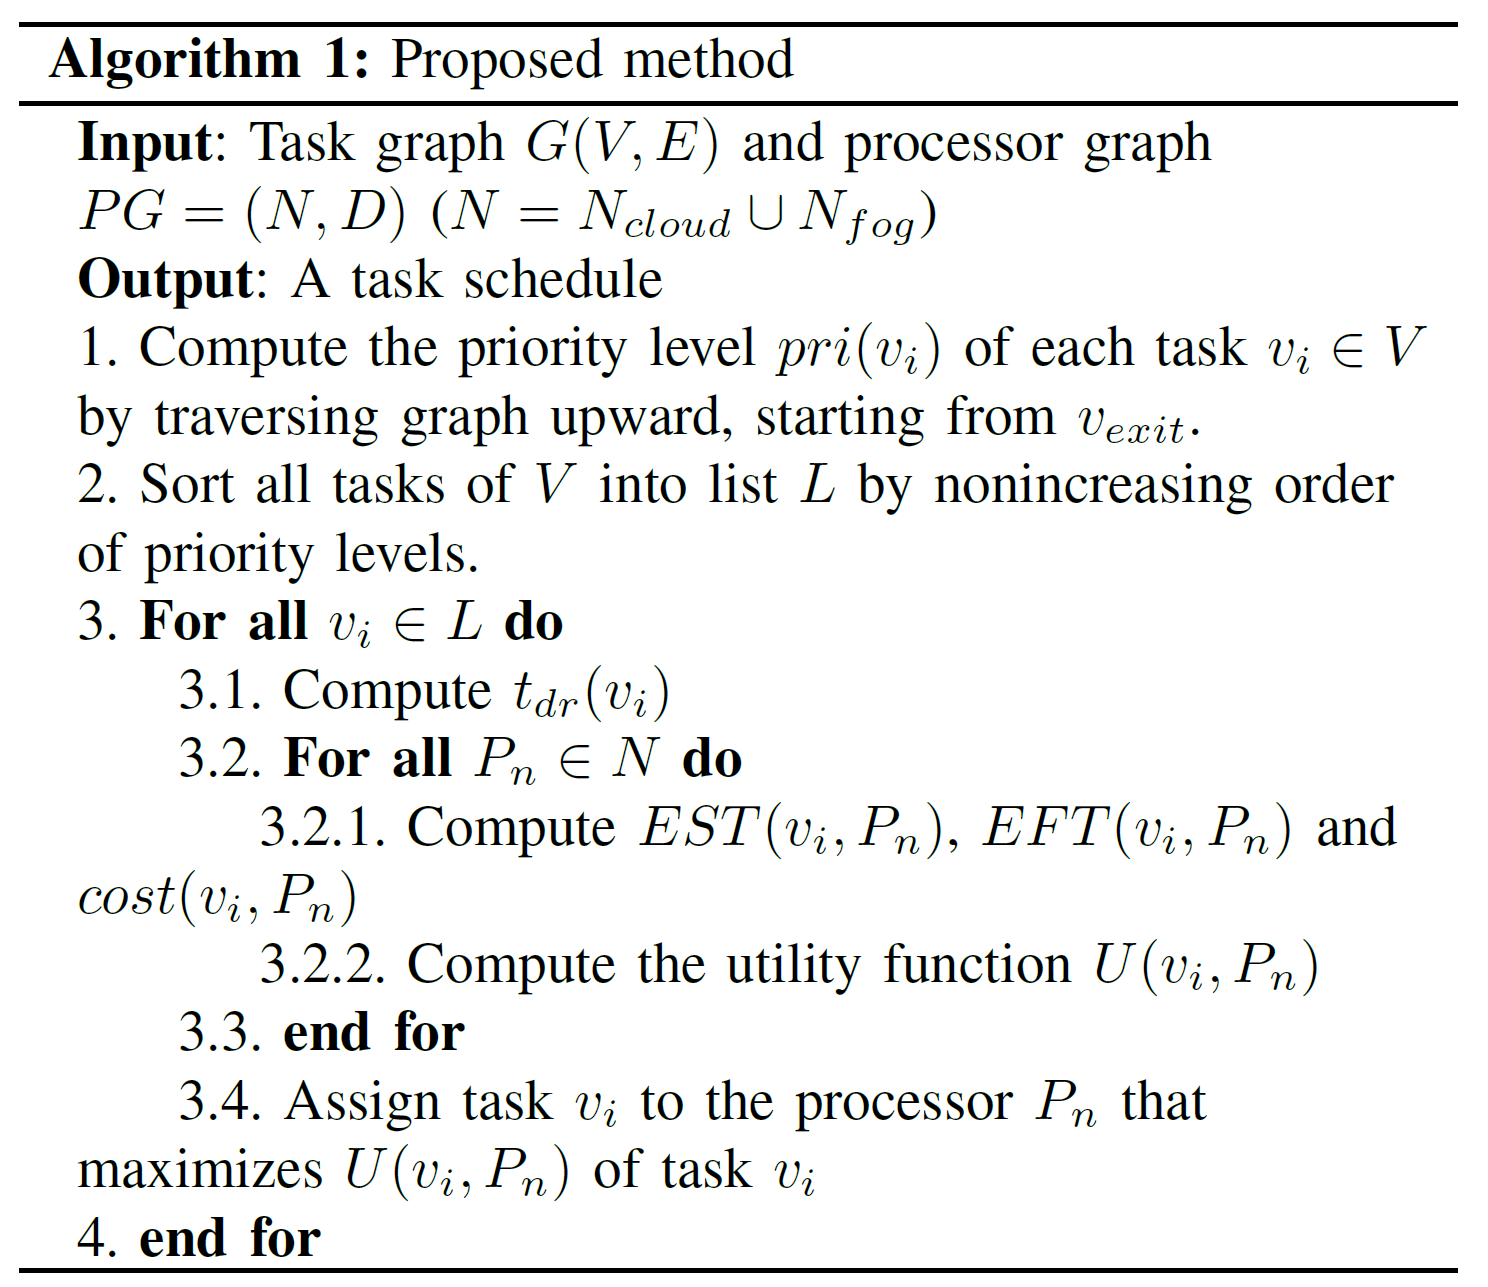 Algorithm 1: Proposed method
Input: Task graph G(V, E) and processor graph
PG = (N, D) (N = N_{cloud} ∪ N_{fog})
Output: A task schedule
1. Compute the priority level pri(v_i) of each task v_i ∈ V
by traversing graph upward, starting from v_{exit}.
2. Sort all tasks of V into list L by nonincreasing order
of priority levels.
3. For all v_i ∈ L do
3.1. Compute t_{dr}(v_i)
3.2. For all P_n ∈ N do
3.2.1. Compute EST(v_i, P_n), EFT(v_i, P_n) and
cost(v_i, P_n)
3.2.2. Compute the utility function U(v_i, P_n)
3.3. end for
3.4. Assign task v_i to the processor P_n that
maximizes U(v_i, P_n) of task v_i
4. end for